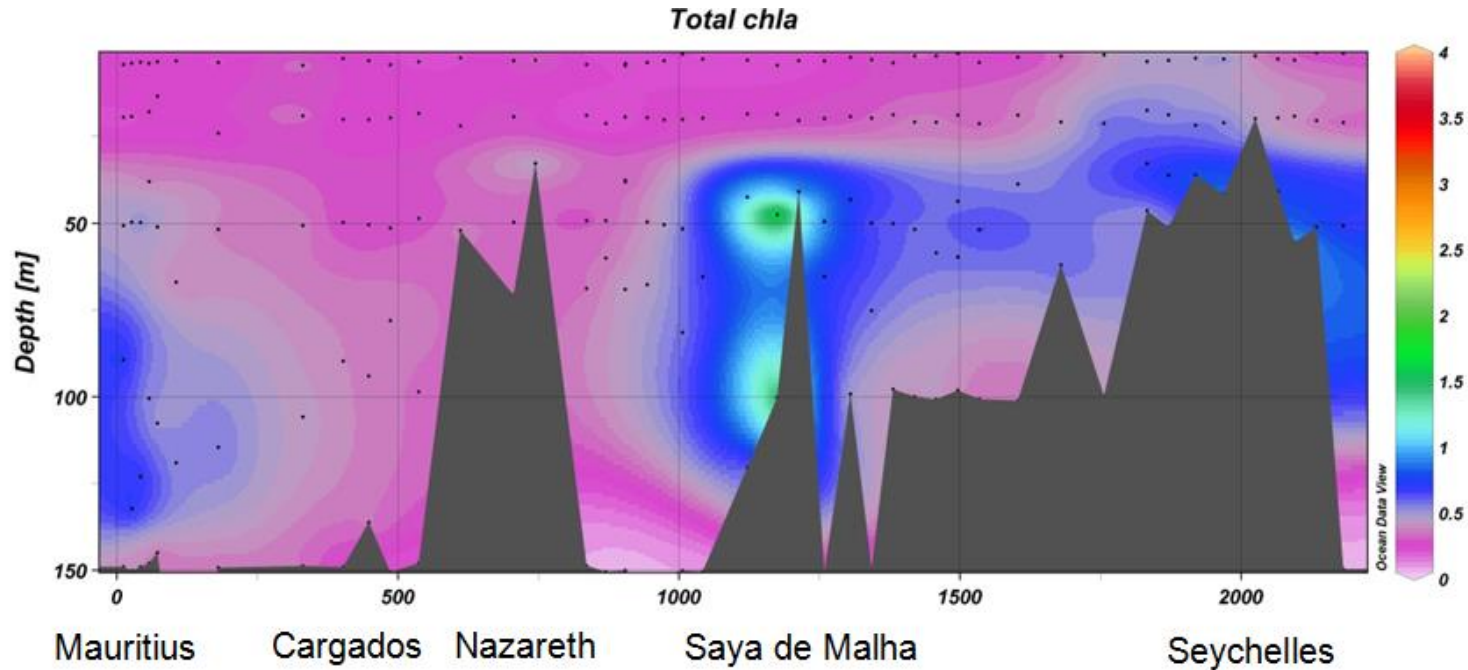 Total chla
Depth [m]
50
100
150
0
500
1000
1500
2000
Ocean Data View
4
3.5
3
2.5
2
1.5
1
0.5
0
Mauritius
Cargados
Nazareth
Saya de Malha
Seychelles